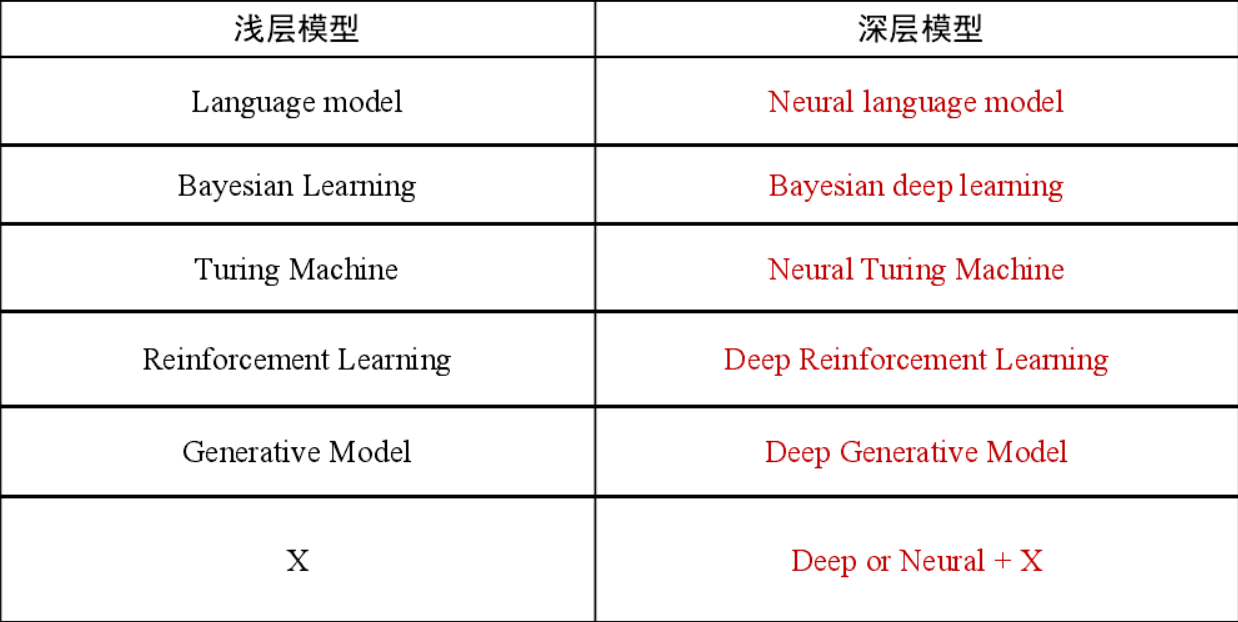 浅层模型 深层模型
Language model Neural language model
Bayesian Learning Bayesian deep learning
Turing Machine Neural Turing Machine
Reinforcement Learning Deep Reinforcement Learning
Generative Model Deep Generative Model
X Deep or Neural + X